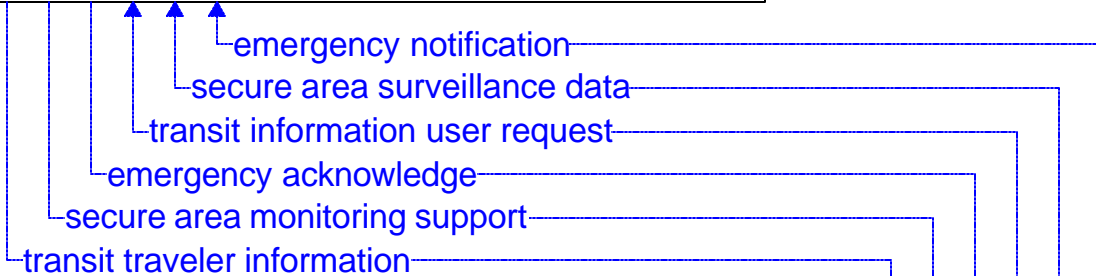 emergency notification
secure area surveillance data
transit information user request
emergency acknowledge
secure area monitoring support
transit traveler information